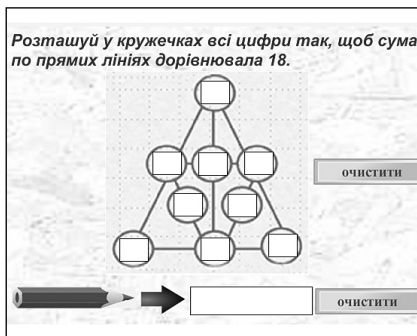 Розташуй у кружечках всі цифри так, щоб сума
по прямих лініях дорівнювала 18.
очистити
очистити